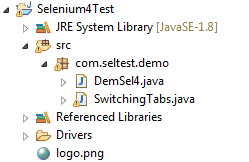 Selenium4Test
JRE System Library [JavaSE-1.8]
src
com.seltest.demo
DemSel4.java
SwitchingTabs.java
Referenced Libraries
Drivers
logo.png